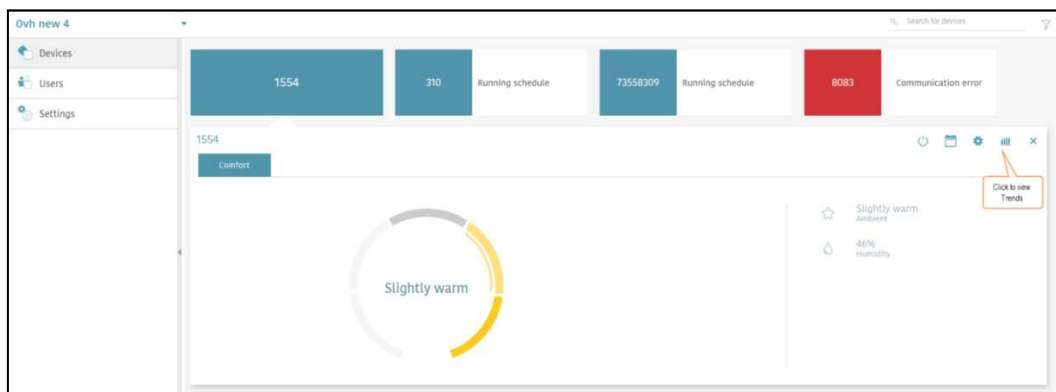 Ovh new 4
Search for devices
Devices
Users
Settings
1554
310
Running schedule
73558309
Running schedule
8083
Communication error
1554
Comfort
Click to view
Trends
Slightly warm
Slightly warm
Ambient
46%
Humidity